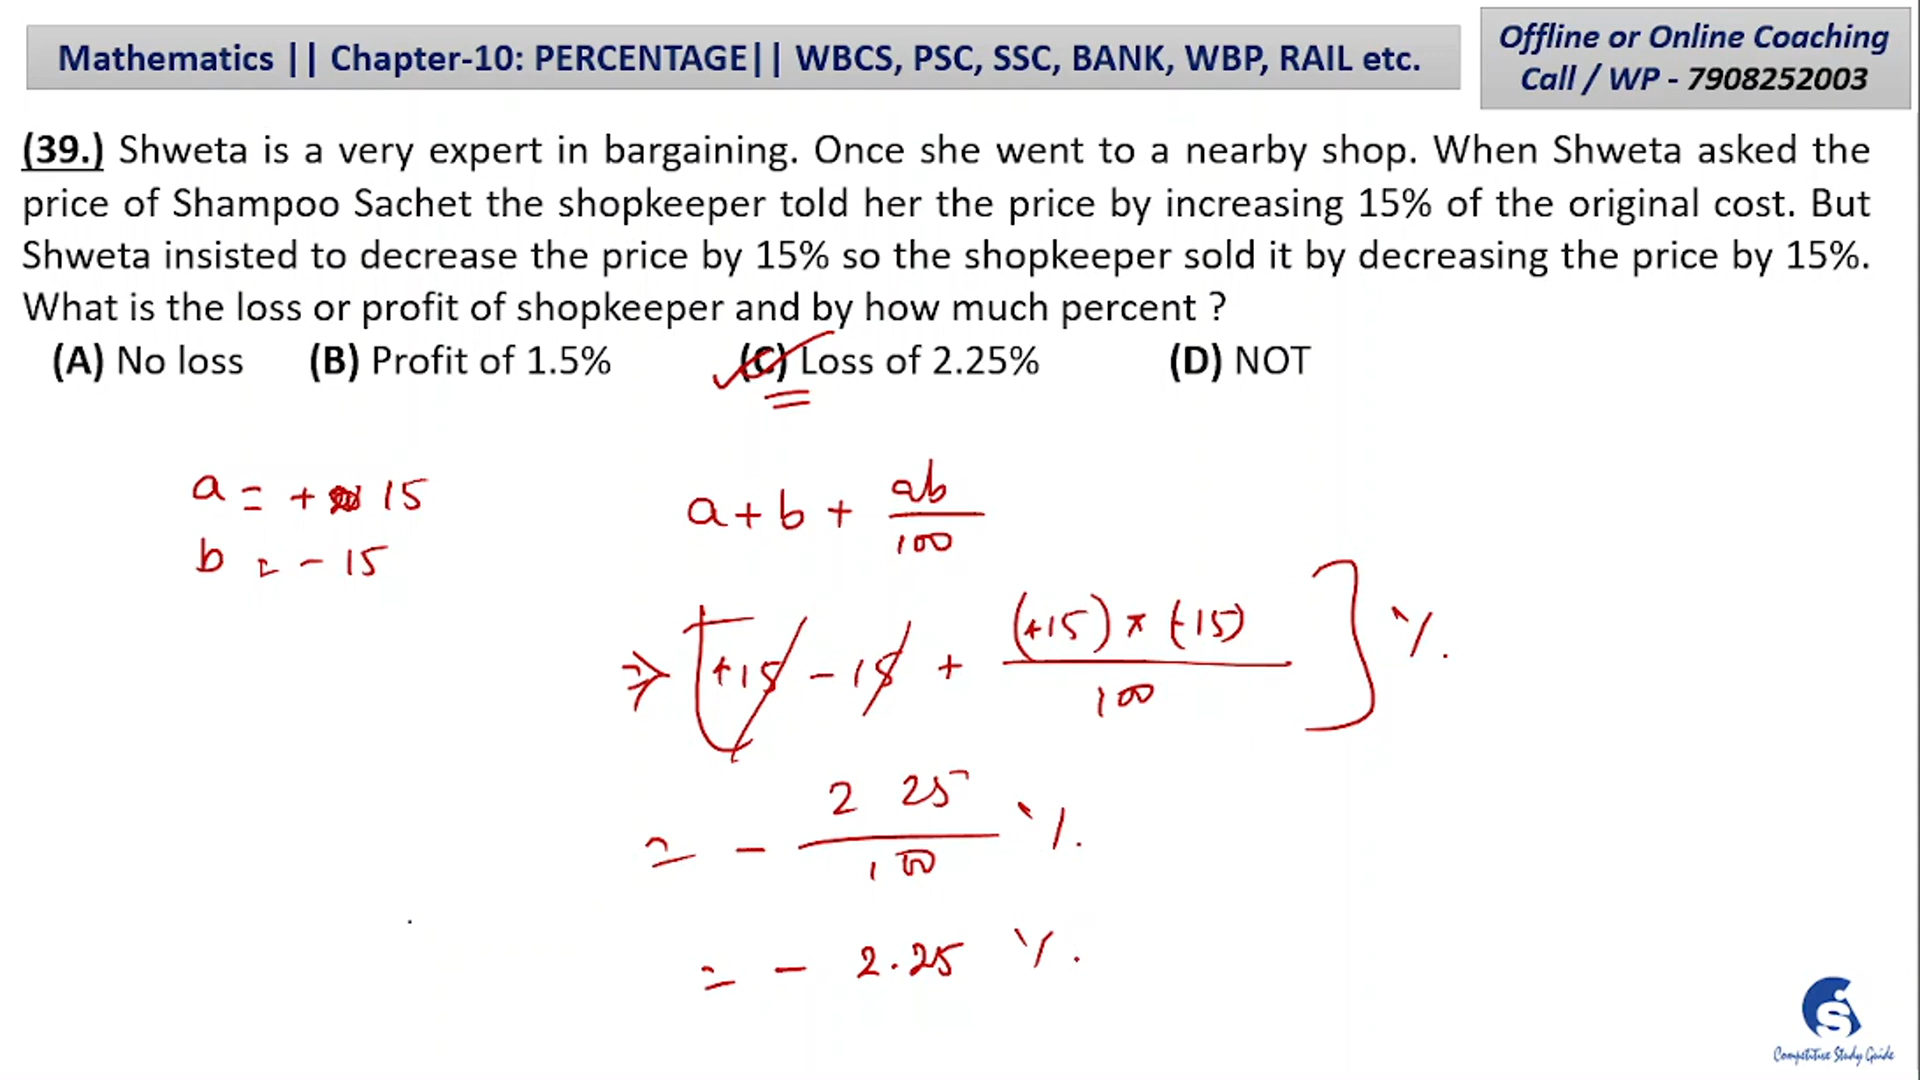 Mathematics || Chapter-10: PERCENTAGE|| WBCS, PSC, SSC, BANK, WBP, RAIL etc.
Offline or Online Coaching
Call / WP - 7908252003
(39.) Shweta is a very expert in bargaining. Once she went to a nearby shop. When Shweta asked the
price of Shampoo Sachet the shopkeeper told her the price by increasing 15% of the original cost. But
Shweta insisted to decrease the price by 15% so the shopkeeper sold it by decreasing the price by 15%.
What is the loss or profit of shopkeeper and by how much percent ?
(A) No loss (B) Profit of 1.5% (C) Loss of 2.25% (D) NOT
a = + 15
b = - 15
a + b + ab/100
⇒ [+15 - 15 + (+15) × (-15)/100] %.
= - 225/100 %.
= - 2.25 %.
CSG
Competitive Study Guide